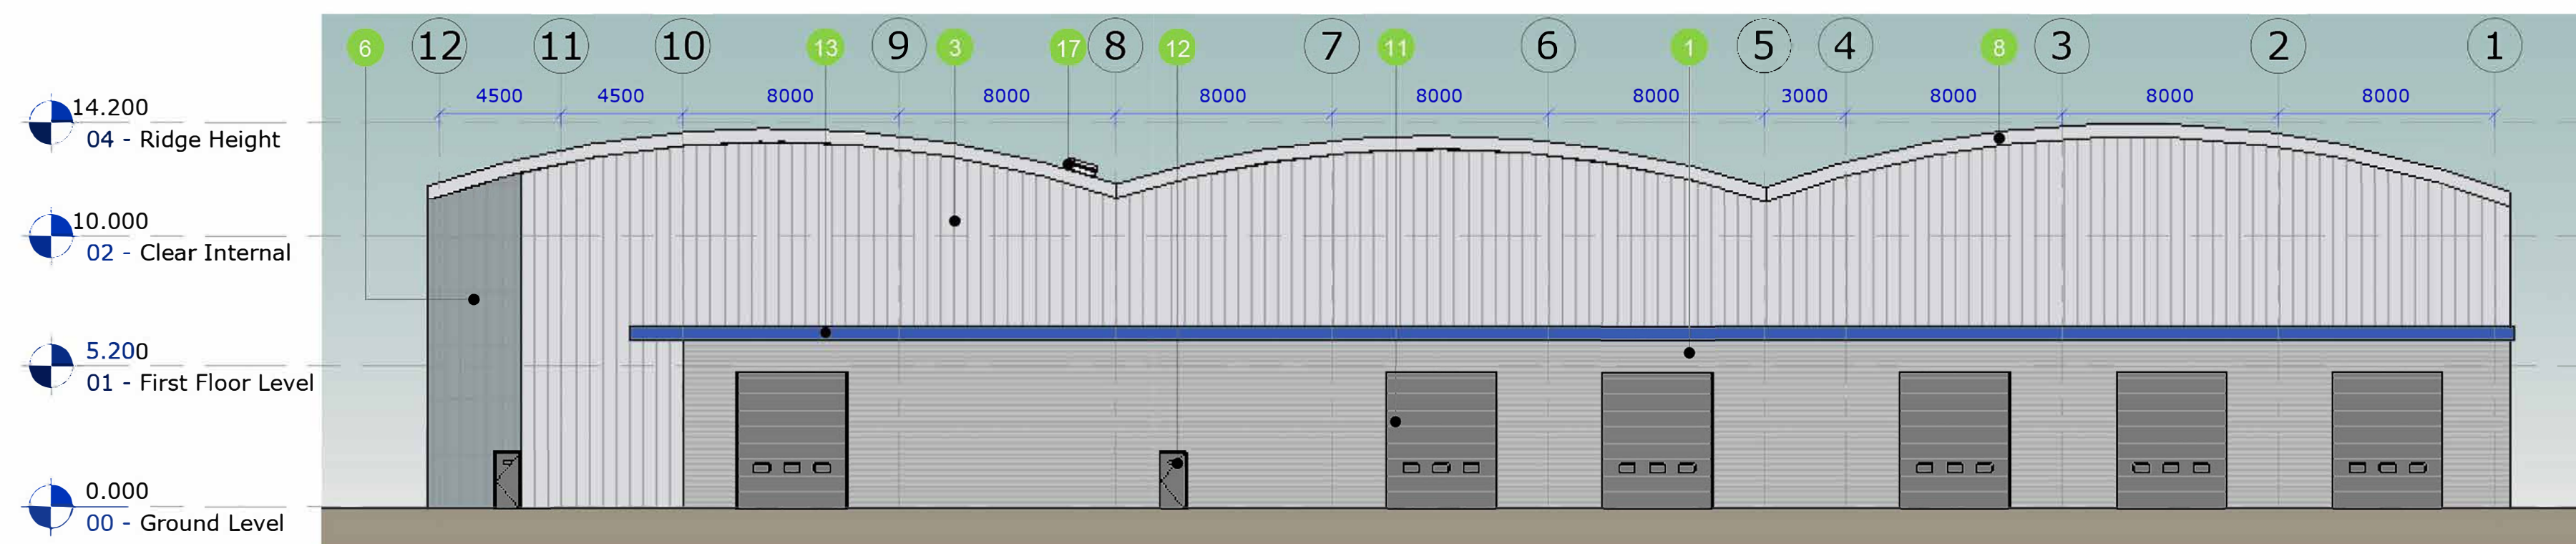 6 12 11 10 13 9 3 17 8 12 7 11 6 1 5 4 8 3 2 1
4500 4500 8000 8000 8000 8000 8000 3000 8000 8000 8000
14.200
04 - Ridge Height
10.000
02 - Clear Internal
5.200
01 - First Floor Level
0.000
00 - Ground Level